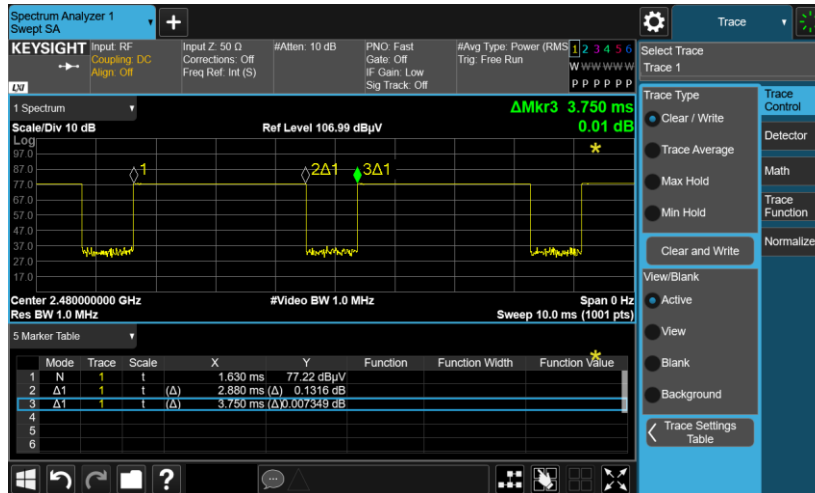 Spectrum Analyzer 1
Swept SA
Trace
KEYSIGHT
Input: RF
Coupling: DC
Align: Off
Input Z: 50 Ω
Corrections: Off
Freq Ref: Int (S)
#Atten: 10 dB
PNO: Fast
Gate: Off
IF Gain: Low
Sig Track: Off
#Avg Type: Power (RMS
Trig: Free Run
1 2 3 4 5 6
W W W W W W
P P P P P P
LXI
Select Trace
Trace 1
1 Spectrum
ΔMkr3 3.750 ms
0.01 dB
Scale/Div 10 dB
Ref Level 106.99 dBµV
Log
97.0
87.0
77.0
67.0
57.0
47.0
37.0
27.0
17.0
1
2Δ1
3Δ1
*
Center 2.480000000 GHz
#Video BW 1.0 MHz
Span 0 Hz
Res BW 1.0 MHz
Sweep 10.0 ms (1001 pts)
5 Marker Table
*
Mode Trace Scale X Y Function Function Width Function Value
1 N 1 t 1.630 ms 77.22 dBµV
2 Δ1 1 t (Δ) 2.880 ms (Δ) 0.1316 dB
3 Δ1 1 t (Δ) 3.750 ms (Δ) 0.007349 dB
4
5
6
?
Trace Type
Clear / Write
Trace Average
Max Hold
Min Hold
Clear and Write
View/Blank
Active
View
Blank
Background
Trace Settings
Table
Trace
Control
Detector
Math
Trace
Function
Normalize